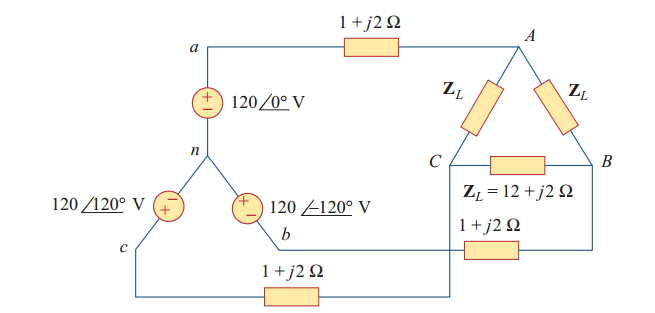 1 + j2 Ω
a
A
+
−
120∠0° V
Z_L
Z_L
n
C
B
120∠120° V
−
+
+
−
120∠−120° V
Z_L = 12 + j2 Ω
1 + j2 Ω
b
c
1 + j2 Ω